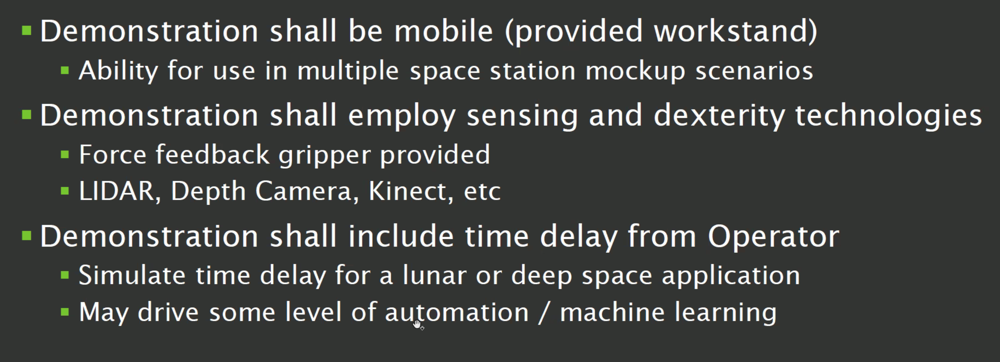 Demonstration shall be mobile (provided workstand)
Ability for use in multiple space station mockup scenarios
Demonstration shall employ sensing and dexterity technologies
Force feedback gripper provided
LIDAR, Depth Camera, Kinect, etc
Demonstration shall include time delay from Operator
Simulate time delay for a lunar or deep space application
May drive some level of automation / machine learning